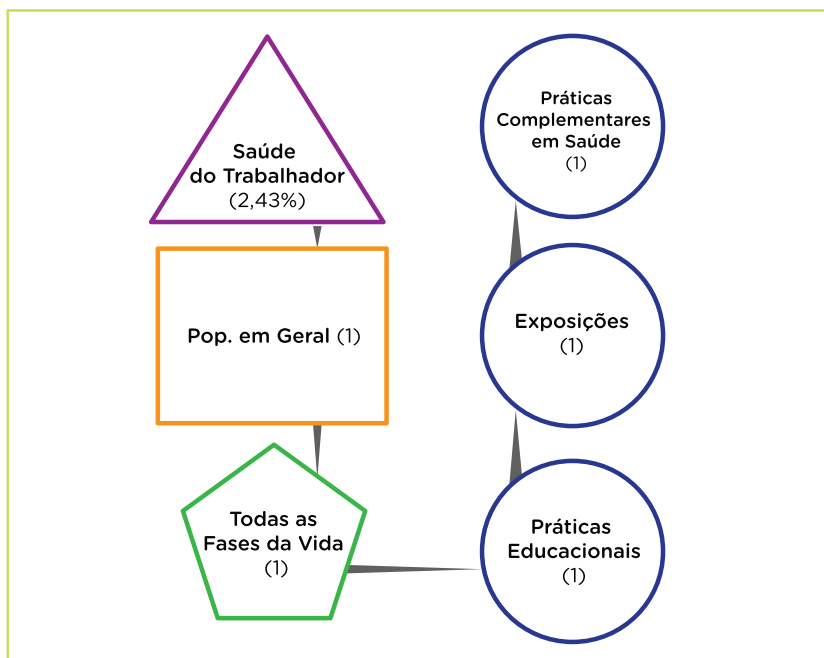 Saúde
do Trabalhador
(2,43%)
Pop. em Geral (1)
Todas as
Fases da Vida
(1)
Práticas
Educacionais
(1)
Exposições
(1)
Práticas
Complementares
em Saúde
(1)